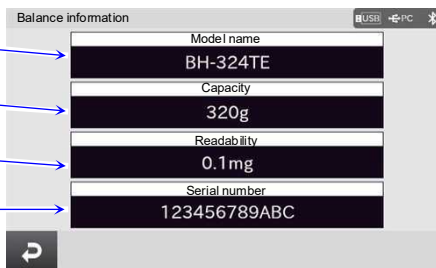 Balance information
USB PC
Model name
BH-324TE
Capacity
320g
Readability
0.1mg
Serial number
123456789ABC